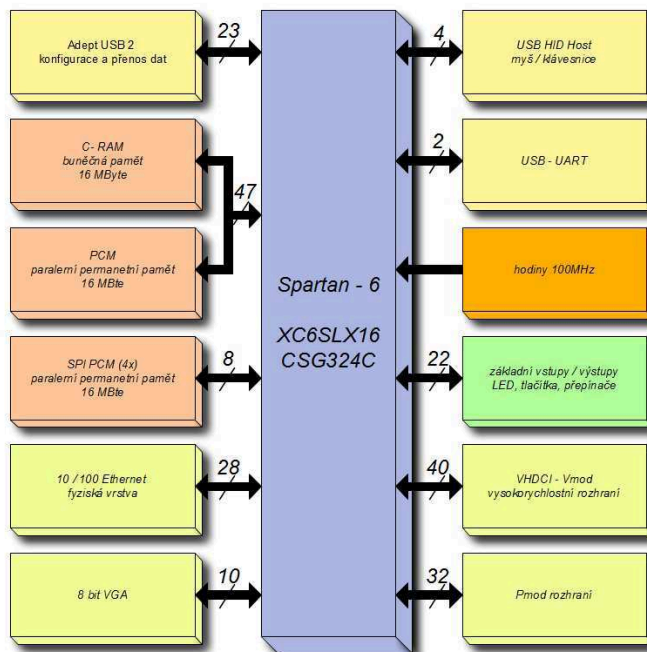 Adept USB 2
konfigurace a přenos dat
23
C- RAM
buněčná pamět
16 MByte
47
PCM
paralerní permanetní pamět
16 MBte
SPI PCM (4x)
paralerní permanetní pamět
16 MBte
8
10 / 100 Ethernet
fyziská vrstva
28
8 bit VGA
10
Spartan - 6
XC6SLX16
CSG324C
4
USB HID Host
myš / klávesnice
2
USB - UART
hodiny 100MHz
22
základní vstupy / výstupy
LED, tlačítka, přepínače
40
VHDCI - Vmod
vysokorychlostní rozhraní
32
Pmod rozhraní